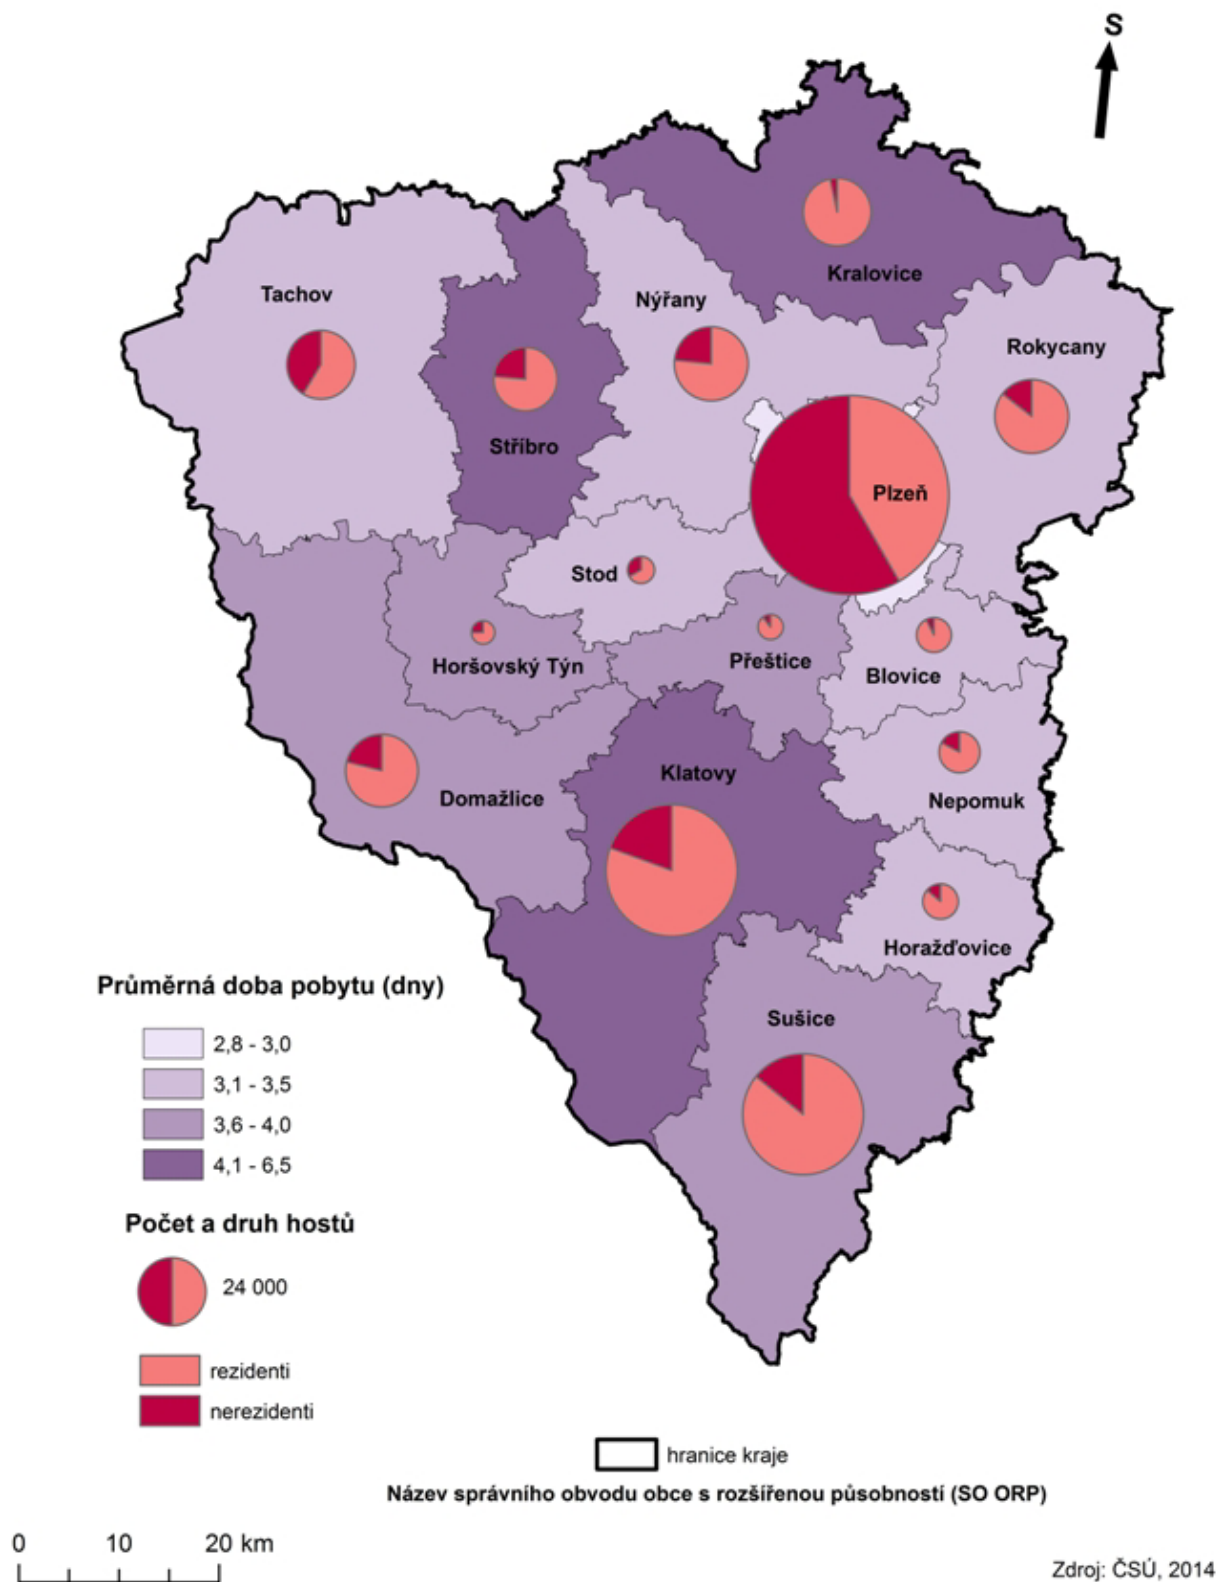 S
Kralovice
Tachov
Nýřany
Rokycany
Stříbro
Plzeň
Stod
Přeštice
Horšovský Týn
Blovice
Klatovy
Domažlice
Nepomuk
Horažďovice
Sušice
Průměrná doba pobytu (dny)
2,8 - 3,0
3,1 - 3,5
3,6 - 4,0
4,1 - 6,5
Počet a druh hostů
24 000
rezidenti
nerezidenti
hranice kraje
Název správního obvodu obce s rozšířenou působností (SO ORP)
0 10 20 km
Zdroj: ČSÚ, 2014